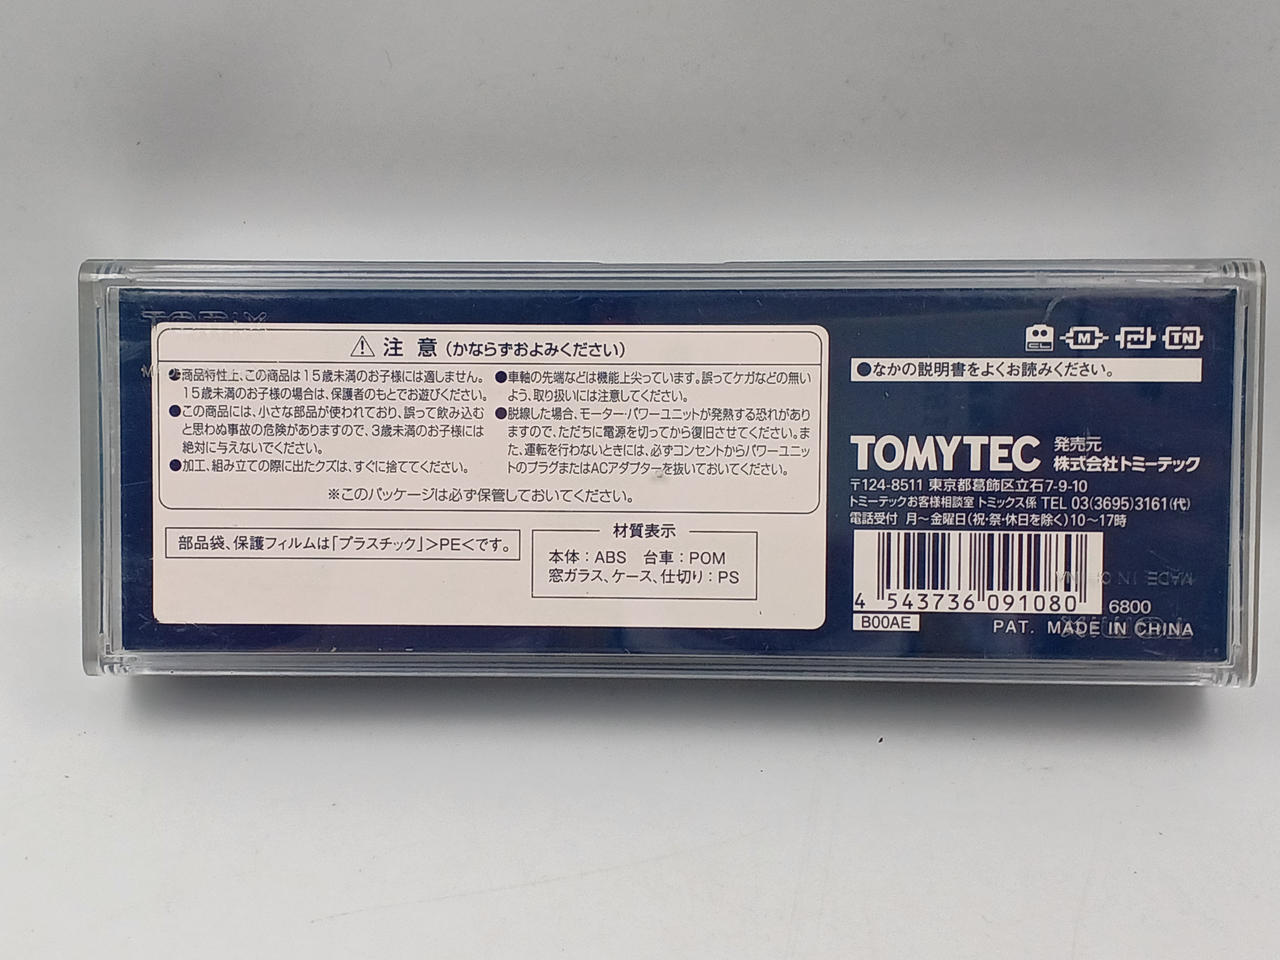 TOMIX
注 意 (かならずおよみください)
●商品特性上、この商品は15歳未満のお子様には適しません。
15歳未満のお子様の場合は、保護者のもとでお遊びください。
●この商品には、小さな部品が使われており、誤って飲み込む
と思わぬ事故の危険がありますので、3歳未満のお子様には
絶対に与えないでください。
●加工、組み立ての際に出たクズは、すぐに捨ててください。
●車軸の先端などは機能上尖っています。誤ってケガなどの無い
よう、取り扱いには注意してください。
●脱線した場合、モーター・パワーユニットが発熱する恐れがあり
ますので、ただちに電源を切ってから復旧させてください。ま
た、運転を行わないときには、必ずコンセントからパワーユニッ
トのプラグまたはACアダプターを抜いておいてください。
※このパッケージは必ず保管しておいてください。
部品袋、保護フィルムは「プラスチック」>PE<です。
材質表示
本体：ABS 台車：POM
窓ガラス、ケース、仕切り：PS
CL M TN
●なかの説明書をよくお読みください。
TOMYTEC 発売元
株式会社トミーテック
〒124-8511 東京都葛飾区立石7-9-10
トミーテックお客様相談室 トミックス係 TEL 03(3695)3161(代)
電話受付 月〜金曜日(祝・祭・休日を除く)10〜17時
MADE IN CHINA
4 543736 091080
6800
B00AE
PAT. MADE IN CHINA
TOMIX